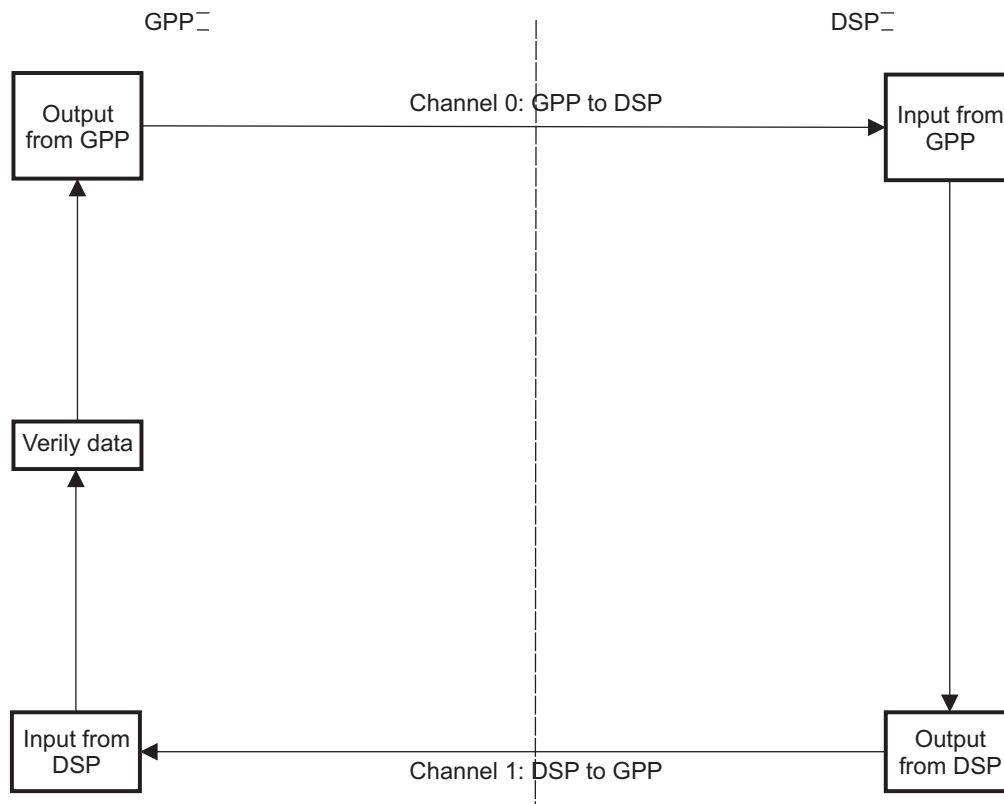 GPP
DSP
Output
from GPP
Channel 0: GPP to DSP
Input from
GPP
Verily data
Input from
DSP
Channel 1: DSP to GPP
Output
from DSP